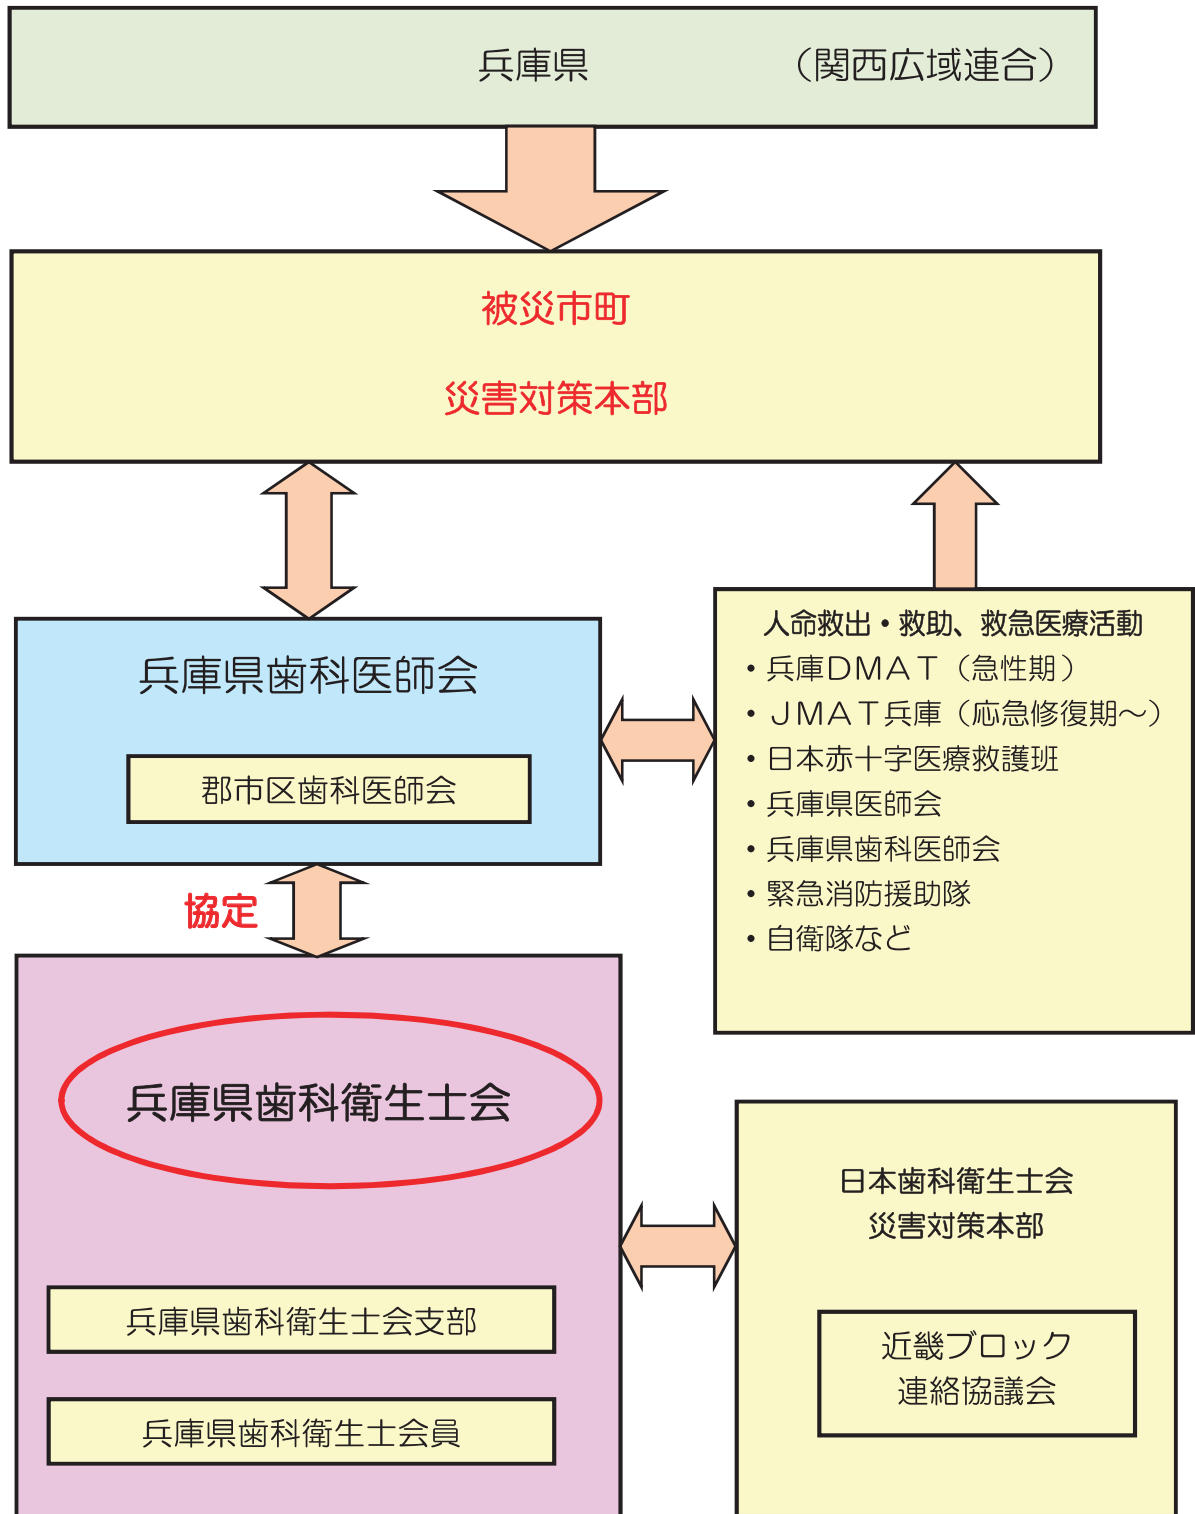 兵庫県　（関西広域連合）
被災市町
災害対策本部
兵庫県歯科医師会
郡市区歯科医師会
人命救出・救助、救急医療活動
・兵庫ＤＭＡＴ（急性期）
・ＪＭＡＴ兵庫（応急修復期～）
・日本赤十字医療救護班
・兵庫県医師会
・兵庫県歯科医師会
・緊急消防援助隊
・自衛隊など
協定
兵庫県歯科衛生士会
兵庫県歯科衛生士会支部
兵庫県歯科衛生士会員
日本歯科衛生士会
災害対策本部
近畿ブロック
連絡協議会